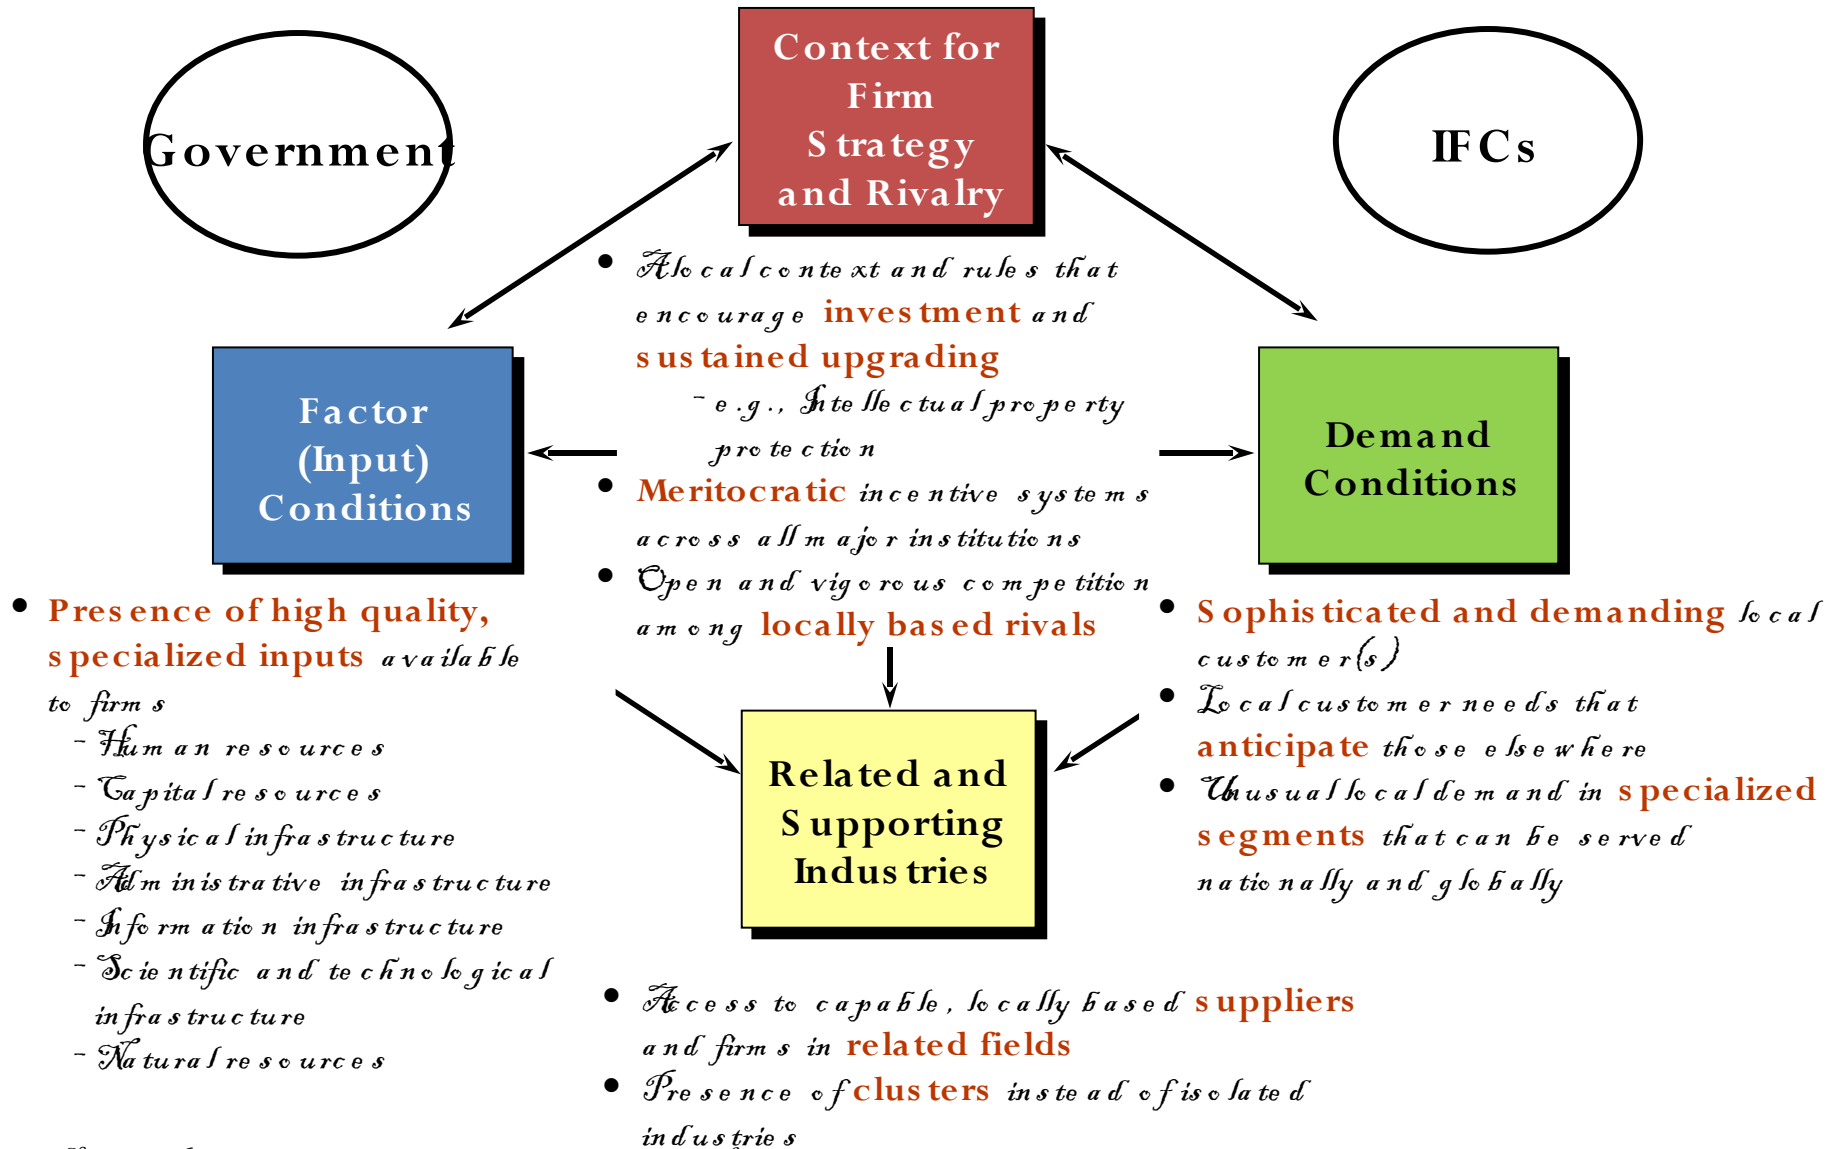 Government
Context for
Firm
Strategy
and Rivalry
IFCs
• A local context and rules that
encourage investment and
sustained upgrading
– e.g., Intellectual property
protection
• Meritocratic incentive systems
across all major institutions
• Open and vigorous competition
among locally based rivals
Factor
(Input)
Conditions
Demand
Conditions
• Presence of high quality,
specialized inputs available
to firms
– Human resources
– Capital resources
– Physical infrastructure
– Administrative infrastructure
– Information infrastructure
– Scientific and technological
infrastructure
– Natural resources
• Sophisticated and demanding local
customer(s)
• Local customer needs that
anticipate those elsewhere
• Unusual local demand in specialized
segments that can be served
nationally and globally
Related and
Supporting
Industries
• Access to capable, locally based suppliers
and firms in related fields
• Presence of clusters instead of isolated
industries